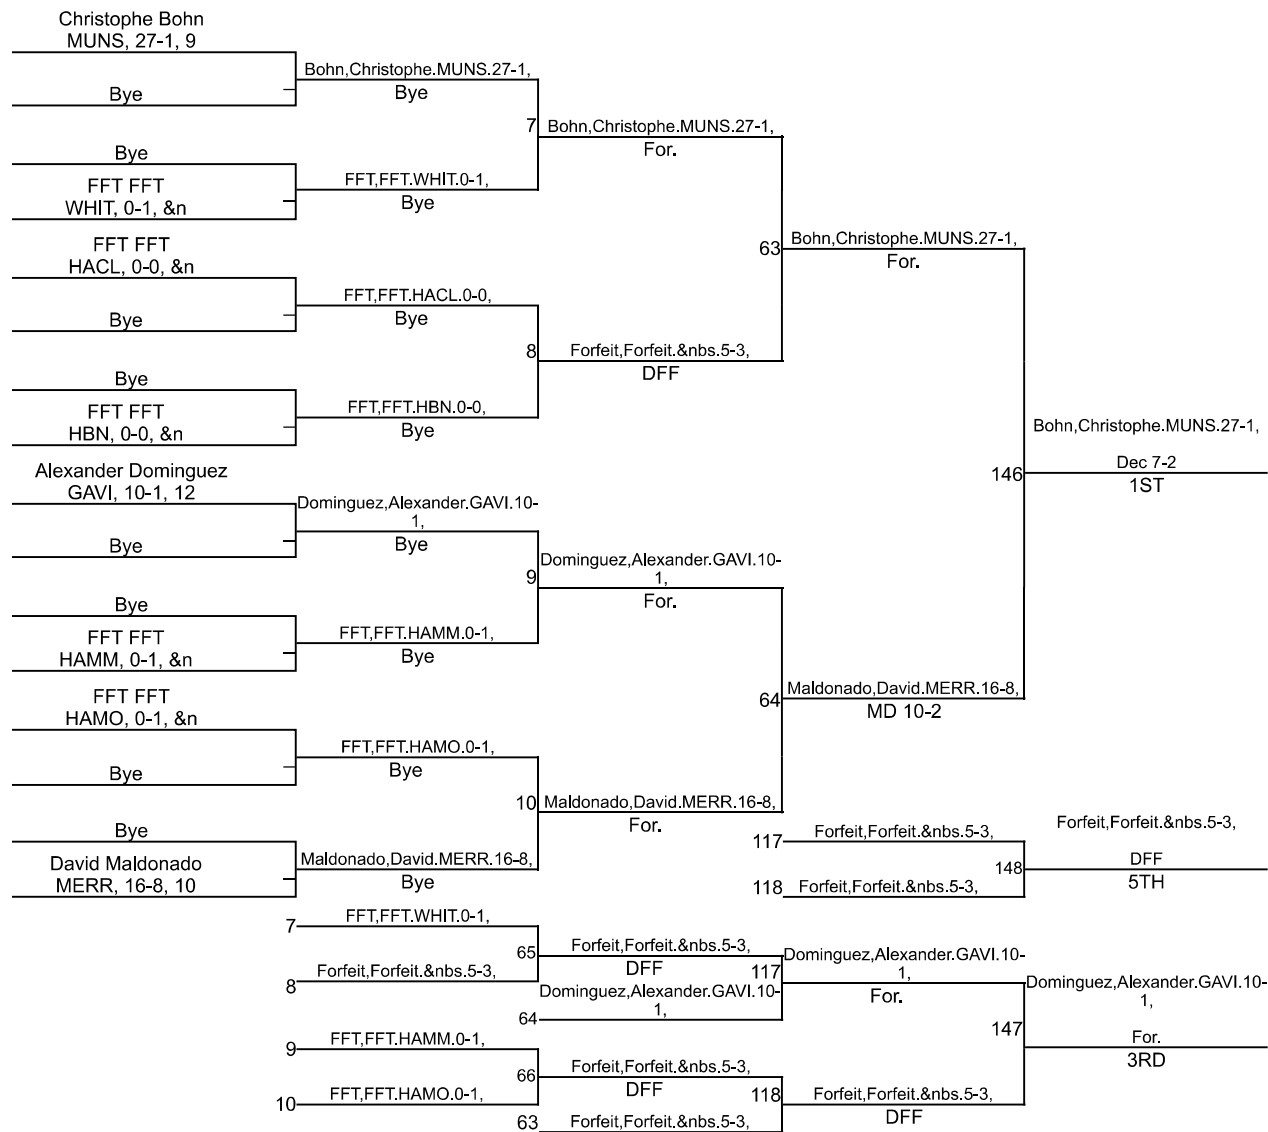 Christophe Bohn
MUNS, 27-1, 9
Bye
Bohn,Christophe.MUNS.27-1,
Bye
7
Bohn,Christophe.MUNS.27-1,
For.
Bye
FFT FFT
WHIT, 0-1, &n
FFT,FFT.WHIT.0-1,
Bye
63
Bohn,Christophe.MUNS.27-1,
For.
FFT FFT
HACL, 0-0, &n
Bye
FFT,FFT.HACL.0-0,
Bye
8
Forfeit,Forfeit.&nbs.5-3,
DFF
Bye
FFT FFT
HBN, 0-0, &n
FFT,FFT.HBN.0-0,
Bye
146
Bohn,Christophe.MUNS.27-1,
Dec 7-2
1ST
Alexander Dominguez
GAVI, 10-1, 12
Bye
Dominguez,Alexander.GAVI.10-
1,
Bye
9
Dominguez,Alexander.GAVI.10-
1,
For.
Bye
FFT FFT
HAMM, 0-1, &n
FFT,FFT.HAMM.0-1,
Bye
64
Maldonado,David.MERR.16-8,
MD 10-2
FFT FFT
HAMO, 0-1, &n
Bye
FFT,FFT.HAMO.0-1,
Bye
10
Maldonado,David.MERR.16-8,
For.
Bye
David Maldonado
MERR, 16-8, 10
Maldonado,David.MERR.16-8,
Bye
117
Forfeit,Forfeit.&nbs.5-3,
118
Forfeit,Forfeit.&nbs.5-3,
148
Forfeit,Forfeit.&nbs.5-3,
DFF
5TH
7
FFT,FFT.WHIT.0-1,
8
Forfeit,Forfeit.&nbs.5-3,
65
Forfeit,Forfeit.&nbs.5-3,
DFF
64
Dominguez,Alexander.GAVI.10-
1,
117
Dominguez,Alexander.GAVI.10-
1,
For.
147
Dominguez,Alexander.GAVI.10-
1,
For.
3RD
9
FFT,FFT.HAMM.0-1,
10
FFT,FFT.HAMO.0-1,
66
Forfeit,Forfeit.&nbs.5-3,
DFF
63
Forfeit,Forfeit.&nbs.5-3,
118
Forfeit,Forfeit.&nbs.5-3,
DFF